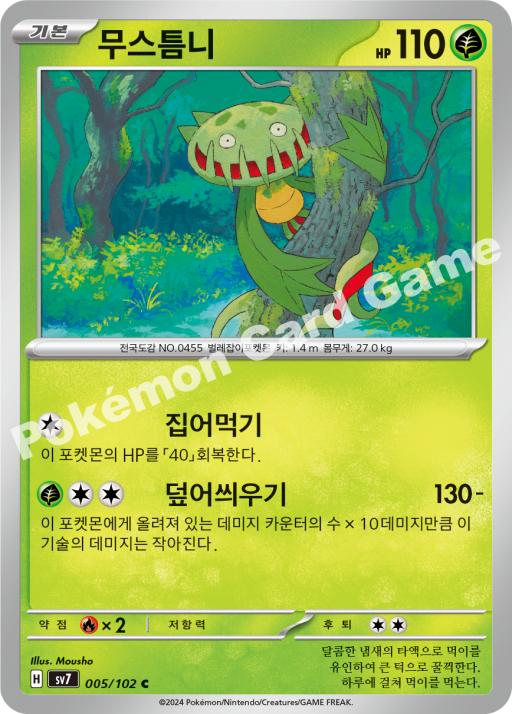 기본 무스틈니 HP 110
Pokémon Card Game
전국도감 NO.0455 벌레잡이포켓몬 키: 1.4 m 몸무게: 27.0 kg
집어먹기
이 포켓몬의 HP를 「40」 회복한다.
덮어씌우기 130-
이 포켓몬에게 올려져 있는 데미지 카운터의 수 × 10데미지만큼 이
기술의 데미지는 작아진다.
약점 ×2 저항력 후퇴
Illus. Mousho
달콤한 냄새의 타액으로 먹이를
유인하여 큰 턱으로 꿀꺽한다.
하루에 걸쳐 먹이를 먹는다.
H sv7 005/102 C
©2024 Pokémon/Nintendo/Creatures/GAME FREAK.